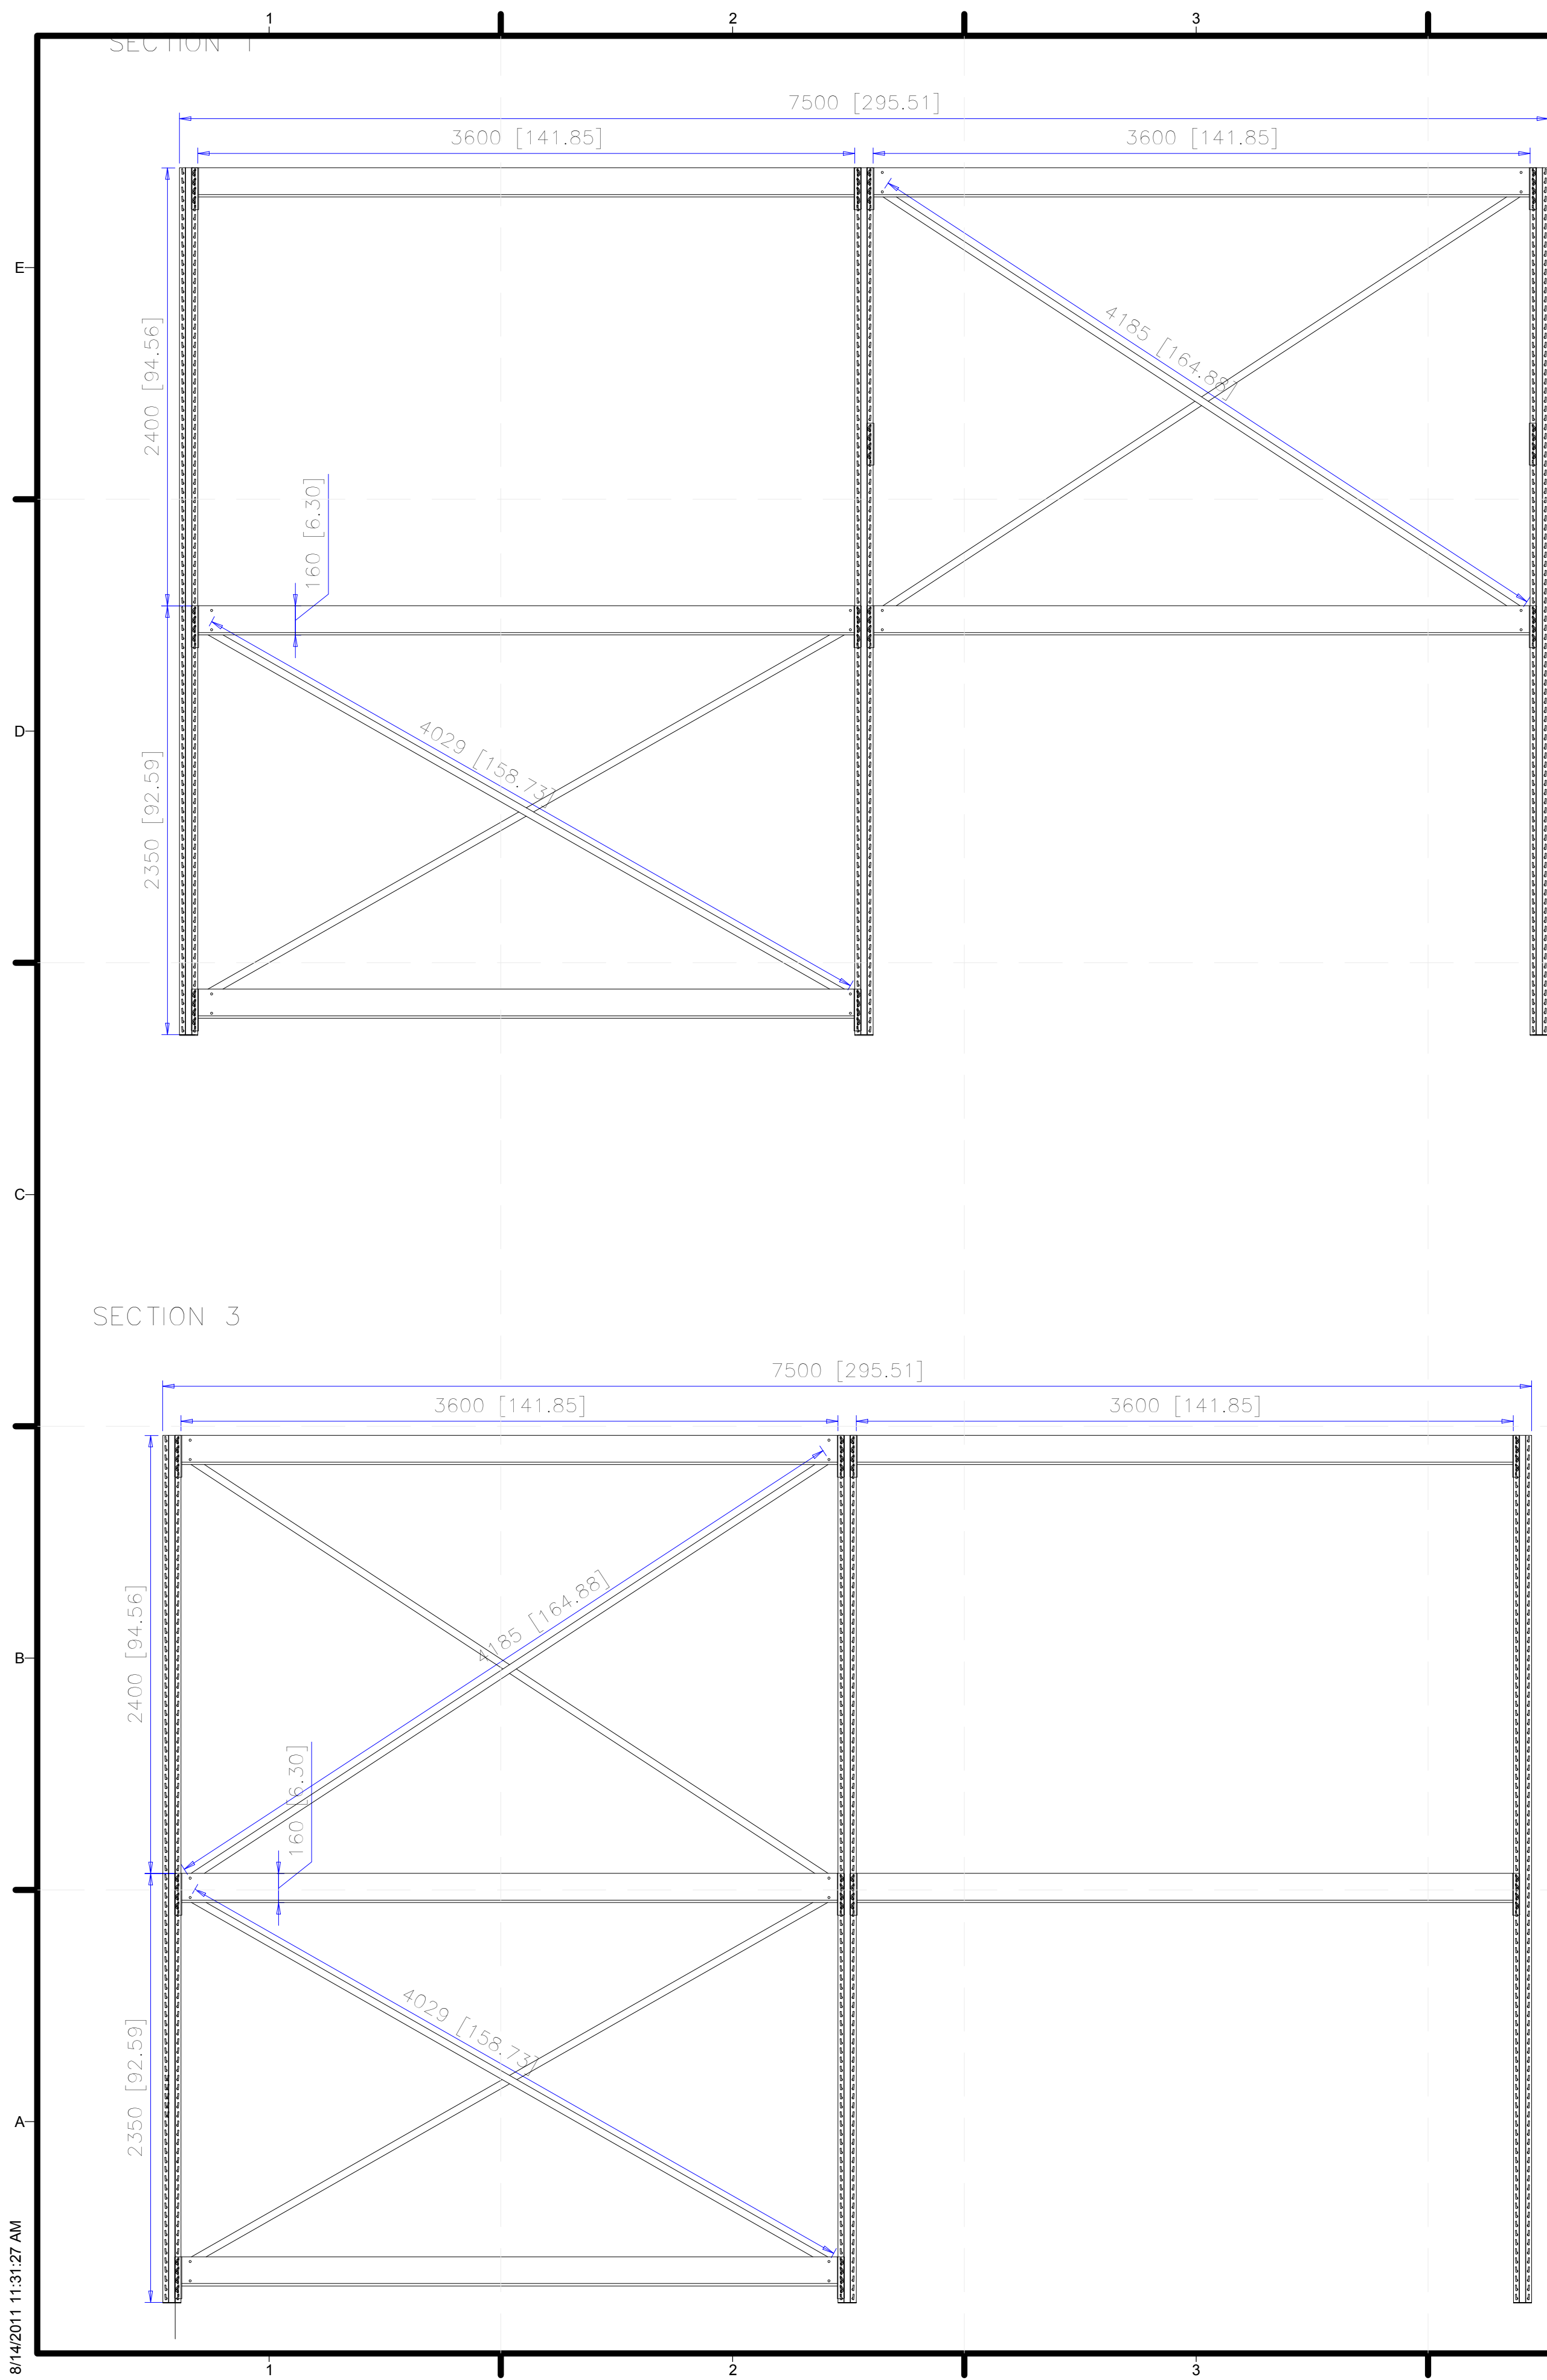 1 2 3
SECTION 1
7500 [295.51]
3600 [141.85] 3600 [141.85]
E
4185 [164.88]
2400 [94.56]
160 [6.30]
D
4029 [158.73]
2350 [92.59]
C
SECTION 3
7500 [295.51]
3600 [141.85] 3600 [141.85]
4185 [164.88]
2400 [94.56]
B
160 [6.30]
4029 [158.73]
2350 [92.59]
A
8/14/2011 11:31:27 AM
1 2 3